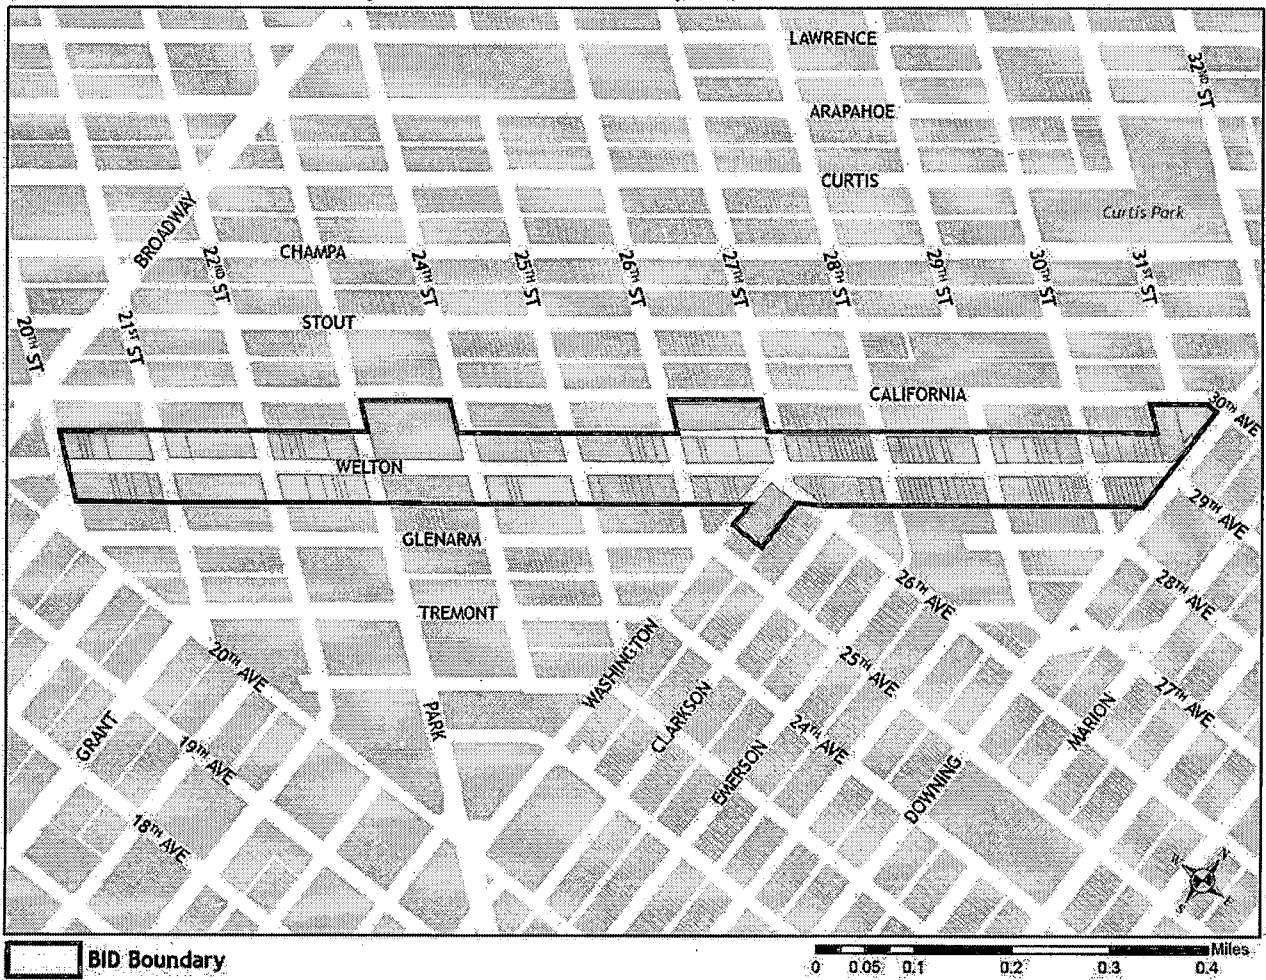 LAWRENCE
32ND ST
ARAPAHOE
CURTIS
Curtis Park
BROADWAY
22ND ST
CHAMPA
24TH ST
25TH ST
26TH ST
27TH ST
28TH ST
29TH ST
30TH ST
31ST ST
20TH ST
21ST ST
STOUT
CALIFORNIA
30TH AVE
WELTON
29TH AVE
GLENARM
26TH AVE
28TH AVE
TREMONT
20TH AVE
WASHINGTON
25TH AVE
27TH AVE
GRANT
19TH AVE
PARK
CLARKSON
24TH AVE
MARION
EMERSON
DOWNING
18TH AVE
N
W
E
S
BID Boundary
Miles
0 0.05 0.1 0.2 0.3 0.4